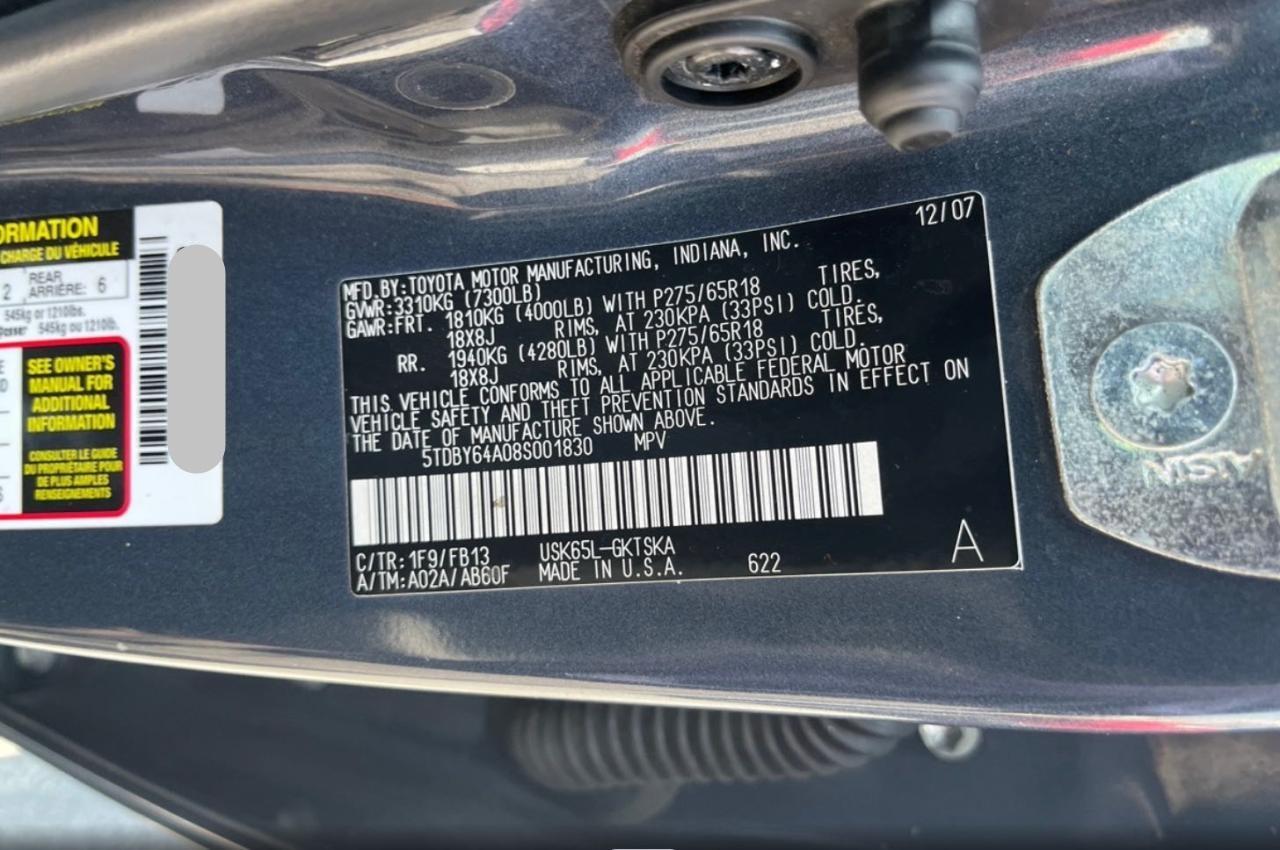 ORMATION
CHARGE DU VÉHICULE
2 REAR ARRIÈRE: 6
545kg or 1210lbs.
545kg ou 1210lb.
SEE OWNER'S
MANUAL FOR
ADDITIONAL
INFORMATION
CONSULTER LE GUIDE
DU PROPRIÉTAIRE POUR
DE PLUS AMPLES
RENSEIGNEMENTS
12/07
MFD.BY:TOYOTA MOTOR MANUFACTURING, INDIANA, INC.
GVWR:3310KG (7300LB)
GAWR:FRT. 1810KG (4000LB) WITH P275/65R18 TIRES,
18X8J RIMS, AT 230KPA (33PSI) COLD.
RR. 1940KG (4280LB) WITH P275/65R18 TIRES,
18X8J RIMS, AT 230KPA (33PSI) COLD.
THIS VEHICLE CONFORMS TO ALL APPLICABLE FEDERAL MOTOR
VEHICLE SAFETY AND THEFT PREVENTION STANDARDS IN EFFECT ON
THE DATE OF MANUFACTURE SHOWN ABOVE.
5TDBY64A08S001830 MPV
C/TR:1F9/FB13 USK65L-GKTSKA
A/TM:A02A/AB60F MADE IN U.S.A. 622 A
AISIN